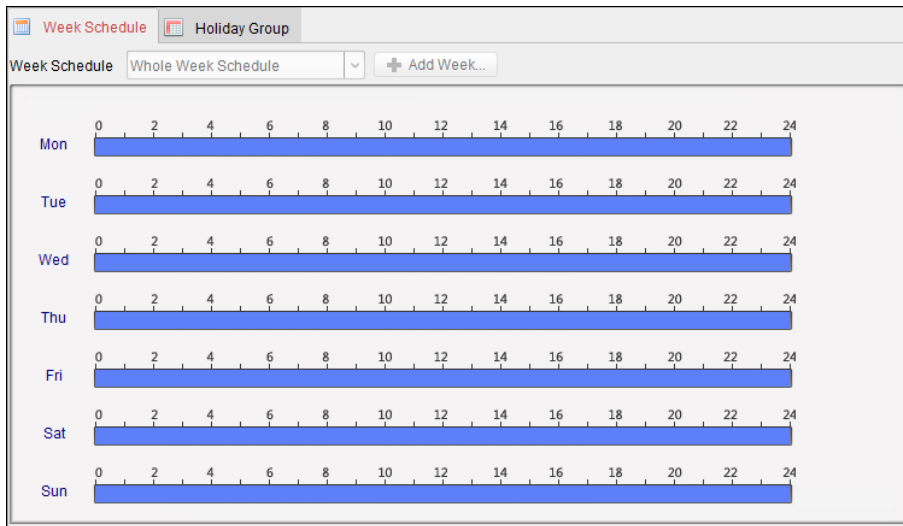 Week Schedule Holiday Group
Week Schedule Whole Week Schedule Add Week...
0 2 4 6 8 10 12 14 16 18 20 22 24
Mon
0 2 4 6 8 10 12 14 16 18 20 22 24
Tue
0 2 4 6 8 10 12 14 16 18 20 22 24
Wed
0 2 4 6 8 10 12 14 16 18 20 22 24
Thu
0 2 4 6 8 10 12 14 16 18 20 22 24
Fri
0 2 4 6 8 10 12 14 16 18 20 22 24
Sat
0 2 4 6 8 10 12 14 16 18 20 22 24
Sun